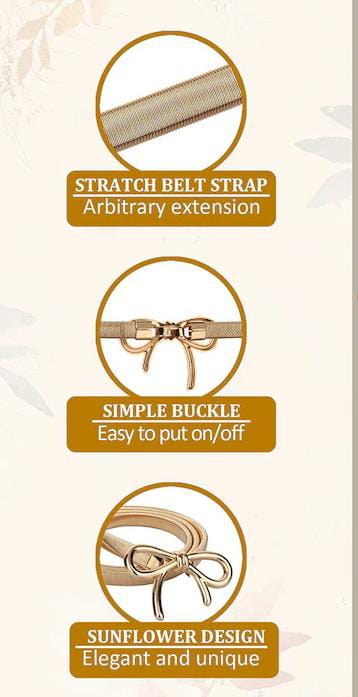 STRATCH BELT STRAP
Arbitrary extension
SIMPLE BUCKLE
Easy to put on/off
SUNFLOWER DESIGN
Elegant and unique